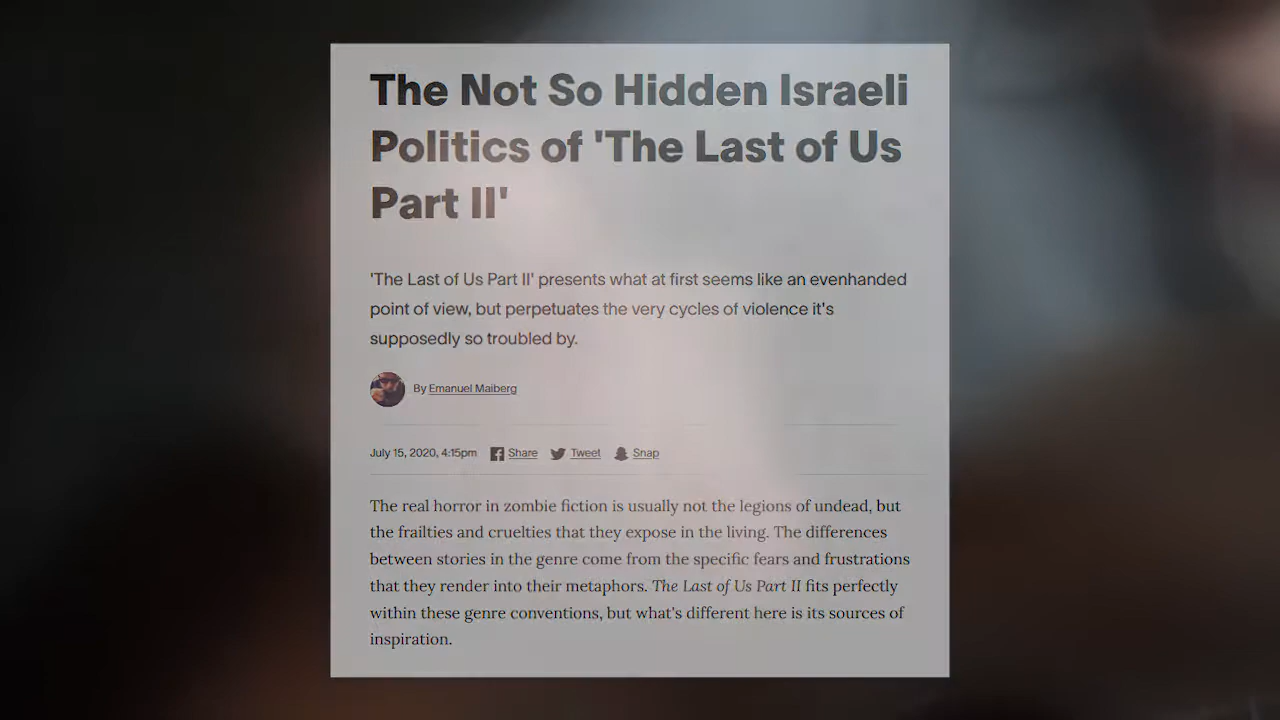 The Not So Hidden Israeli
Politics of 'The Last of Us
Part II'
'The Last of Us Part II' presents what at first seems like an evenhanded
point of view, but perpetuates the very cycles of violence it's
supposedly so troubled by.
By Emanuel Maiberg
July 15, 2020, 4:15pm Share Tweet Snap
The real horror in zombie fiction is usually not the legions of undead, but
the frailties and cruelties that they expose in the living. The differences
between stories in the genre come from the specific fears and frustrations
that they render into their metaphors. The Last of Us Part II fits perfectly
within these genre conventions, but what's different here is its sources of
inspiration.